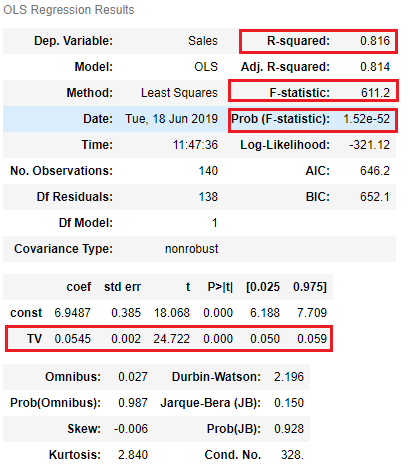 OLS Regression Results
Dep. Variable: Sales R-squared: 0.816
Model: OLS Adj. R-squared: 0.814
Method: Least Squares F-statistic: 611.2
Date: Tue, 18 Jun 2019 Prob (F-statistic): 1.52e-52
Time: 11:47:36 Log-Likelihood: -321.12
No. Observations: 140 AIC: 646.2
Df Residuals: 138 BIC: 652.1
Df Model: 1
Covariance Type: nonrobust
coef std err t P>|t| [0.025 0.975]
const 6.9487 0.385 18.068 0.000 6.188 7.709
TV 0.0545 0.002 24.722 0.000 0.050 0.059
Omnibus: 0.027 Durbin-Watson: 2.196
Prob(Omnibus): 0.987 Jarque-Bera (JB): 0.150
Skew: -0.006 Prob(JB): 0.928
Kurtosis: 2.840 Cond. No. 328.